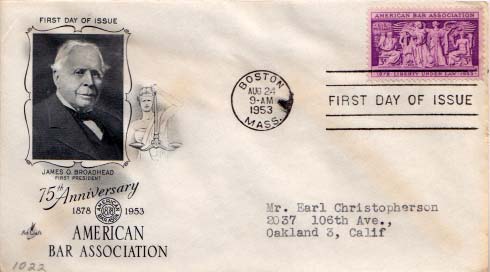 FIRST DAY OF ISSUE
JAMES O. BROADHEAD
FIRST PRESIDENT
75th Anniversary
1878 1953
AMERICAN
BAR ASSOCIATION
1022
BOSTON
AUG 24
9-AM
1953
MASS.
AMERICAN BAR ASSOCIATION
1878·LIBERTY UNDER LAW·1953
FIRST DAY OF ISSUE
Mr. Earl Christopherson
2037 106th Ave.,
Oakland 3, Calif